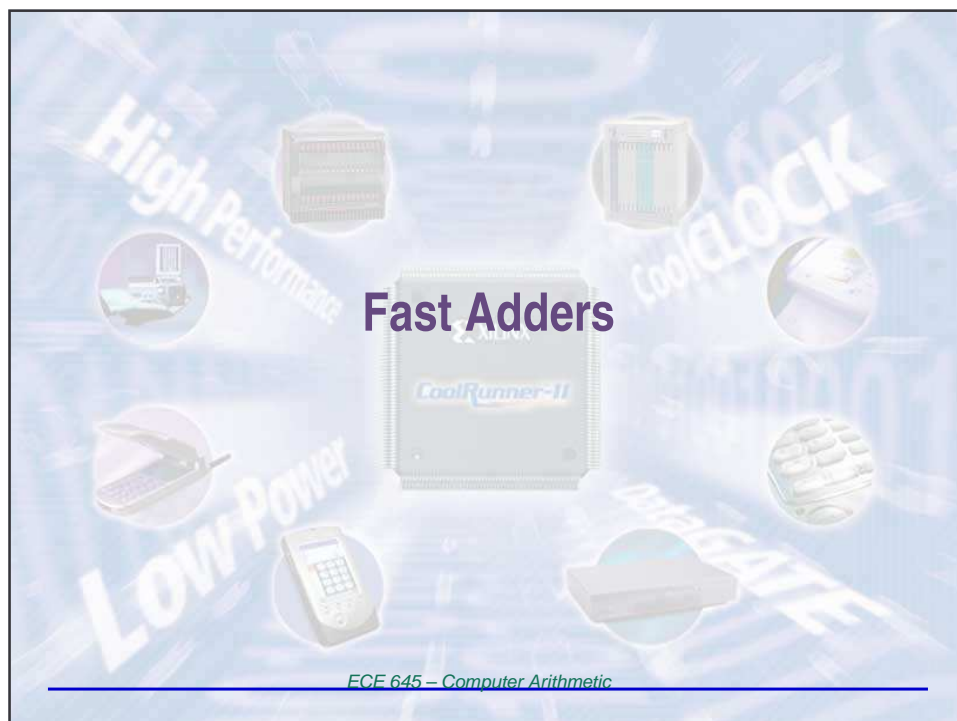 High Performance
CoolCLOCK
Fast Adders
XILINX
CoolRunner-II
Low Power
DataGATE
ECE 645 – Computer Arithmetic